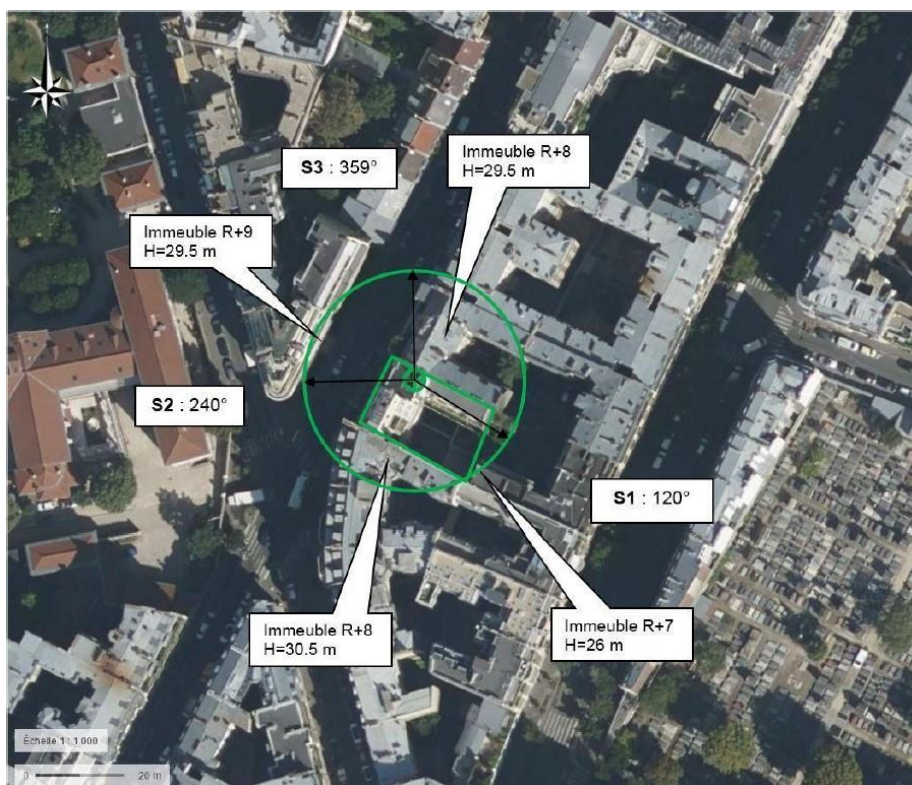 Immeuble R+8
H=29.5 m
S3 : 359°
Immeuble R+9
H=29.5 m
S2 : 240°
S1 : 120°
Immeuble R+8
H=30.5 m
Immeuble R+7
H=26 m
Échelle 1 : 1 000
0 20 m